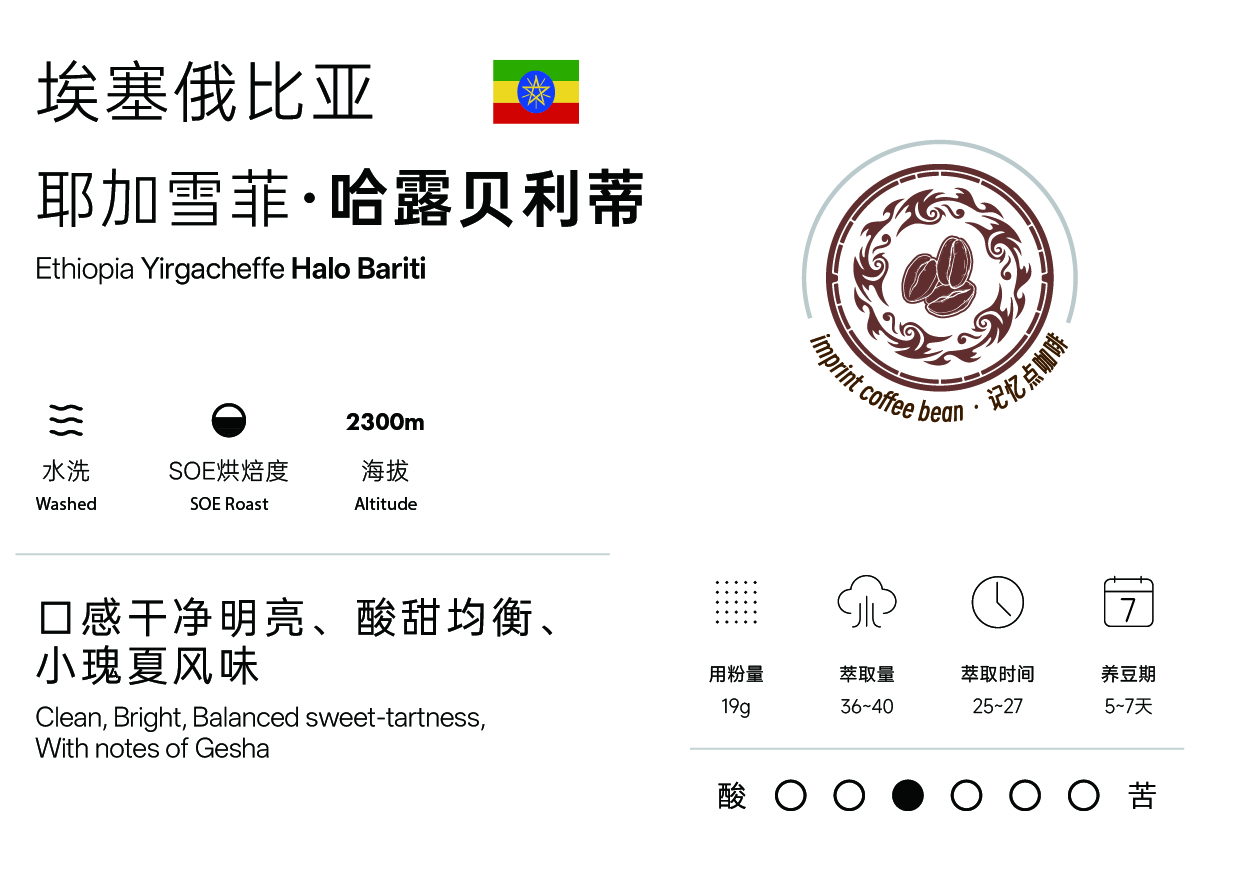 埃塞俄比亚
耶加雪菲·哈露贝利蒂
Ethiopia Yirgacheffe Halo Bariti
imprint coffee bean · 记忆点咖啡
2300m
水洗
SOE烘焙度
海拔
Washed
SOE Roast
Altitude
口感干净明亮、酸甜均衡、
小瑰夏风味
Clean, Bright, Balanced sweet-tartness,
With notes of Gesha
7
用粉量
萃取量
萃取时间
养豆期
19g
36~40
25~27
5~7天
酸
苦